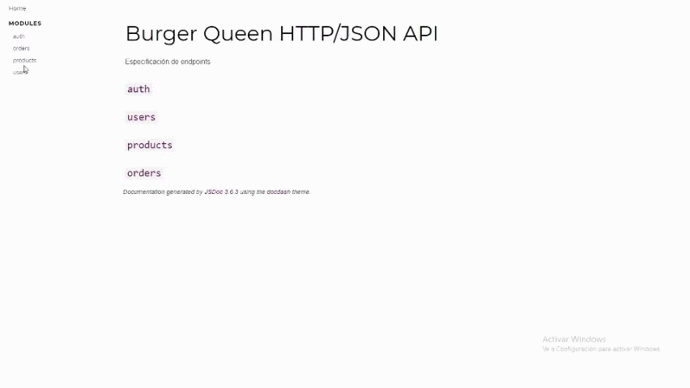 Home
MODULES
auth
orders
products
users
Burger Queen HTTP/JSON API
Especificación de endpoints
auth
users
products
orders
Documentation generated by JSDoc 3.6.3 using the docdash theme.
Activar Windows
Ve a Configuración para activar Windows.